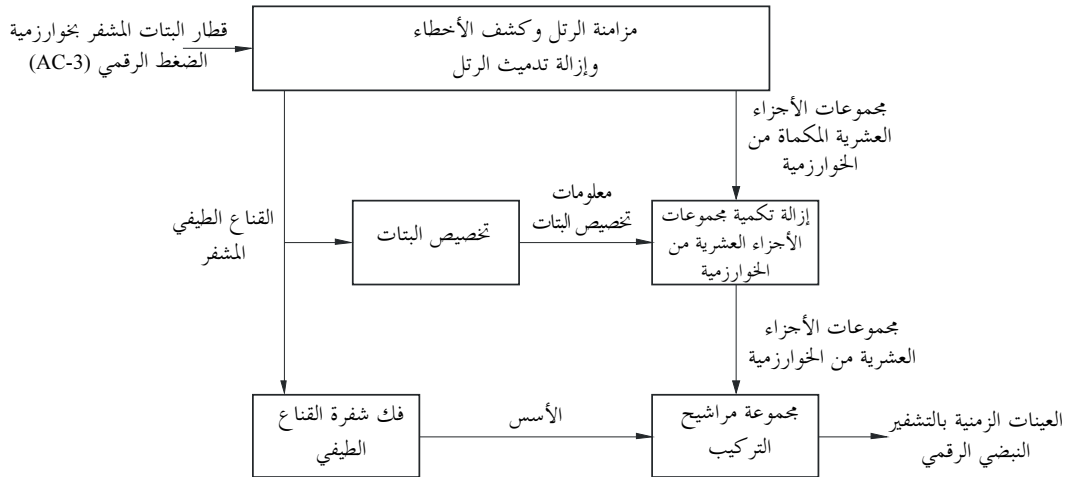 قطار البتات المشفر بخوارزمية
الضغط الرقمي (AC-3)
مزامنة الرتل وكشف الأخطاء
وإزالة تدميث الرتل
مجموعات الأجزاء
العشرية المكماة من
الخوارزمية
القناع الطيفي
المشفر
تخصيص البتات
معلومات
تخصيص البتات
إزالة تكمية مجموعات
الأجزاء العشرية من
الخوارزمية
مجموعات الأجزاء
العشرية من الخوارزمية
فك شفرة القناع
الطيفي
الأسس
مجموعة مراشيح
التركيب
العينات الزمنية بالتشفير
النبضي الرقمي